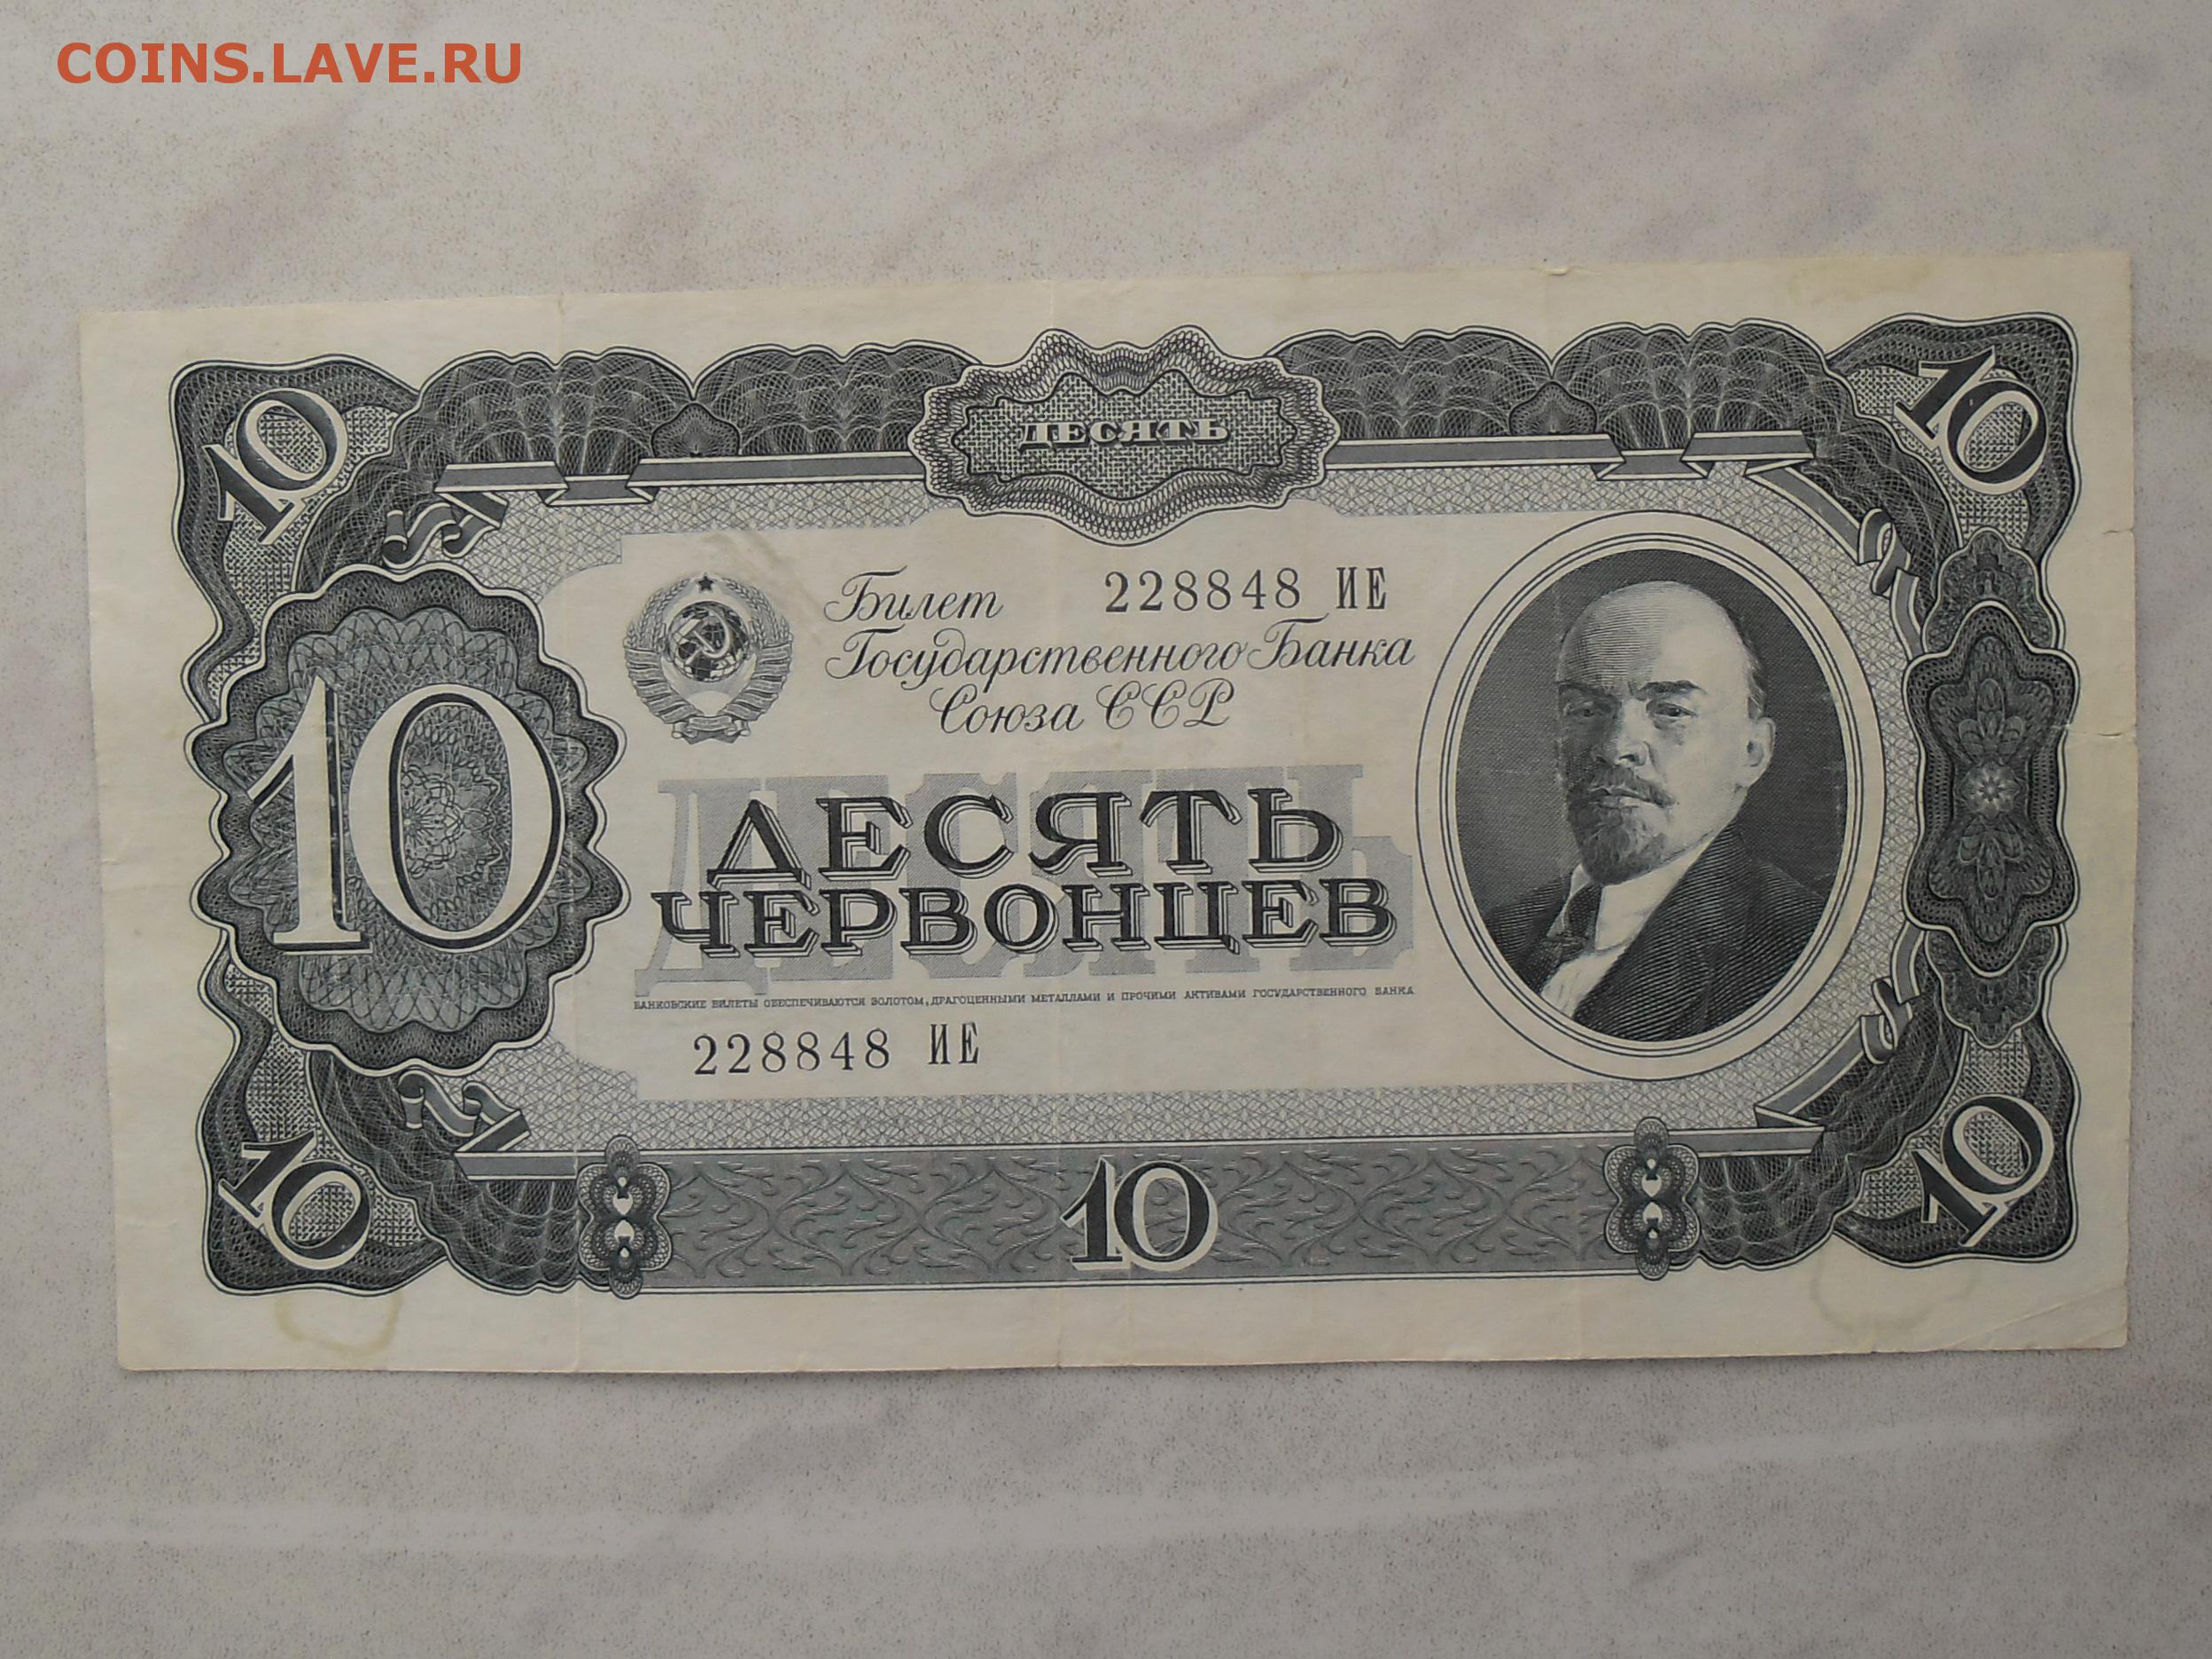 COINS.LAVE.RU
10
ДЕСЯТЬ
10
Билет 228848 ИЕ
Государственного Банка
Союза ССР
10
ДЕСЯТЬ
ДЕСЯТЬ
ЧЕРВОНЦЕВ
БАНКОВСКИЕ БИЛЕТЫ ОБЕСПЕЧИВАЮТСЯ ЗОЛОТОМ, ДРАГОЦЕННЫМИ МЕТАЛЛАМИ И ПРОЧИМИ АКТИВАМИ ГОСУДАРСТВЕННОГО БАНКА
228848 ИЕ
10
10
10